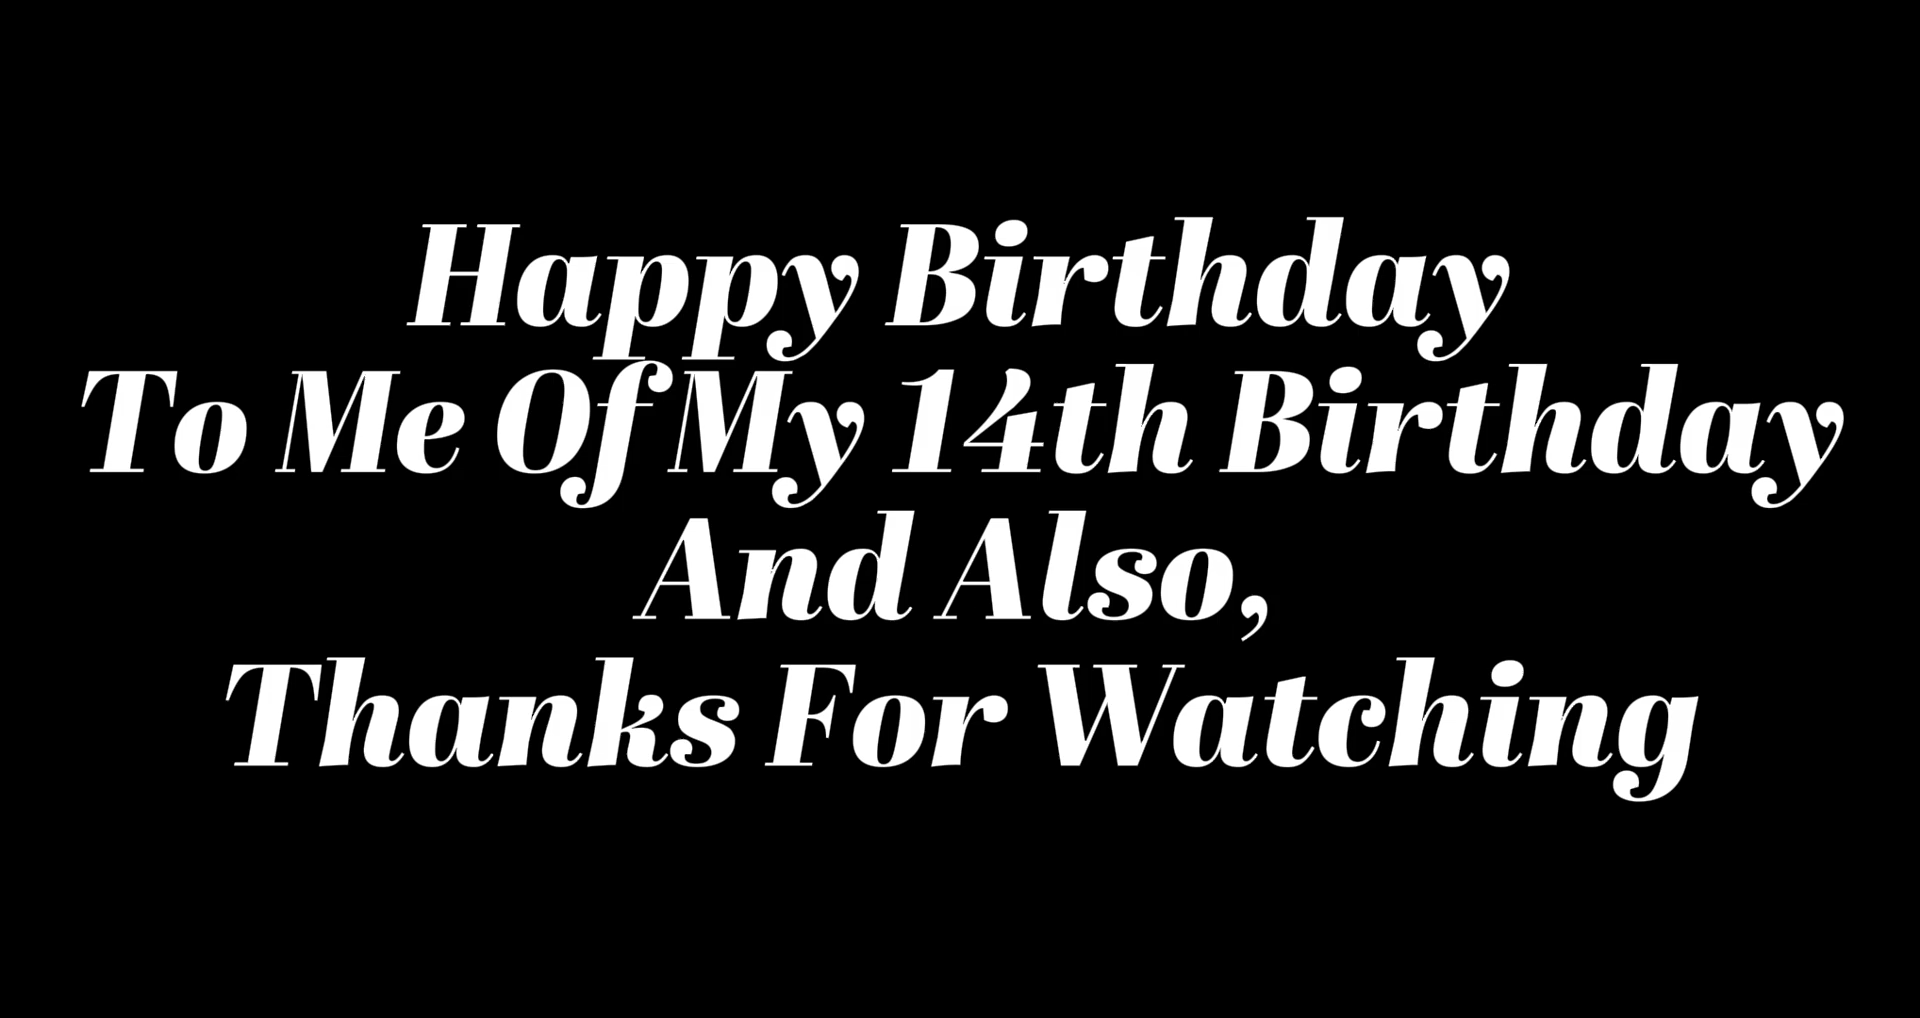 Happy Birthday
To Me Of My 14th Birthday
And Also,
Thanks For Watching